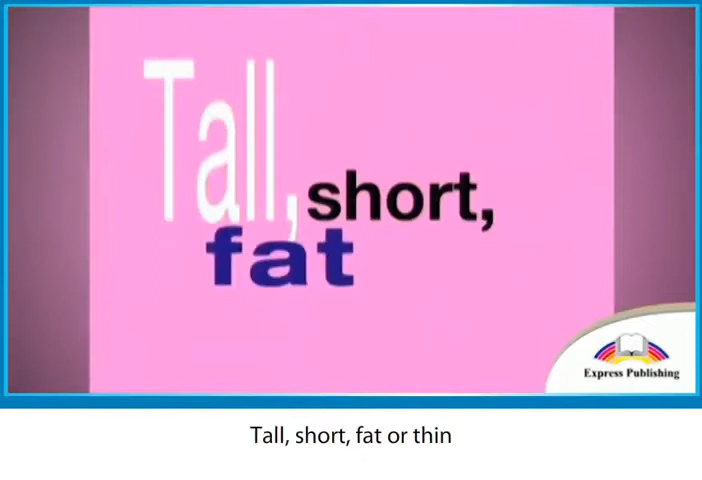 Tall, short,
fat
Express Publishing
Tall, short, fat or thin